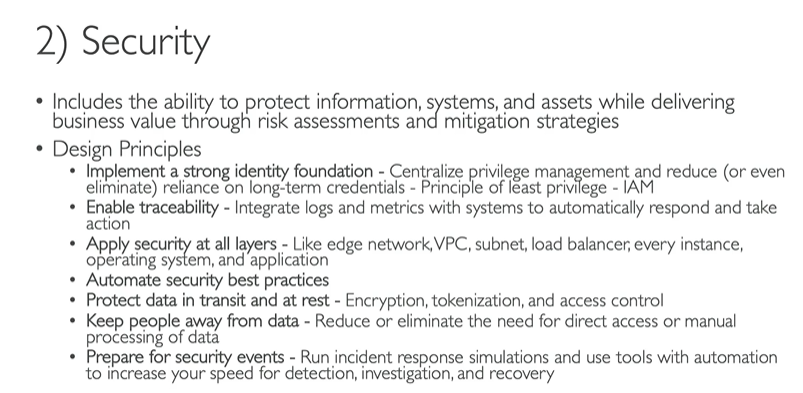 2) Security
• Includes the ability to protect information, systems, and assets while delivering
business value through risk assessments and mitigation strategies
• Design Principles
• Implement a strong identity foundation - Centralize privilege management and reduce (or even
eliminate) reliance on long-term credentials - Principle of least privilege - IAM
• Enable traceability - Integrate logs and metrics with systems to automatically respond and take
action
• Apply security at all layers - Like edge network, VPC, subnet, load balancer, every instance,
operating system, and application
• Automate security best practices
• Protect data in transit and at rest - Encryption, tokenization, and access control
• Keep people away from data - Reduce or eliminate the need for direct access or manual
processing of data
• Prepare for security events - Run incident response simulations and use tools with automation
to increase your speed for detection, investigation, and recovery